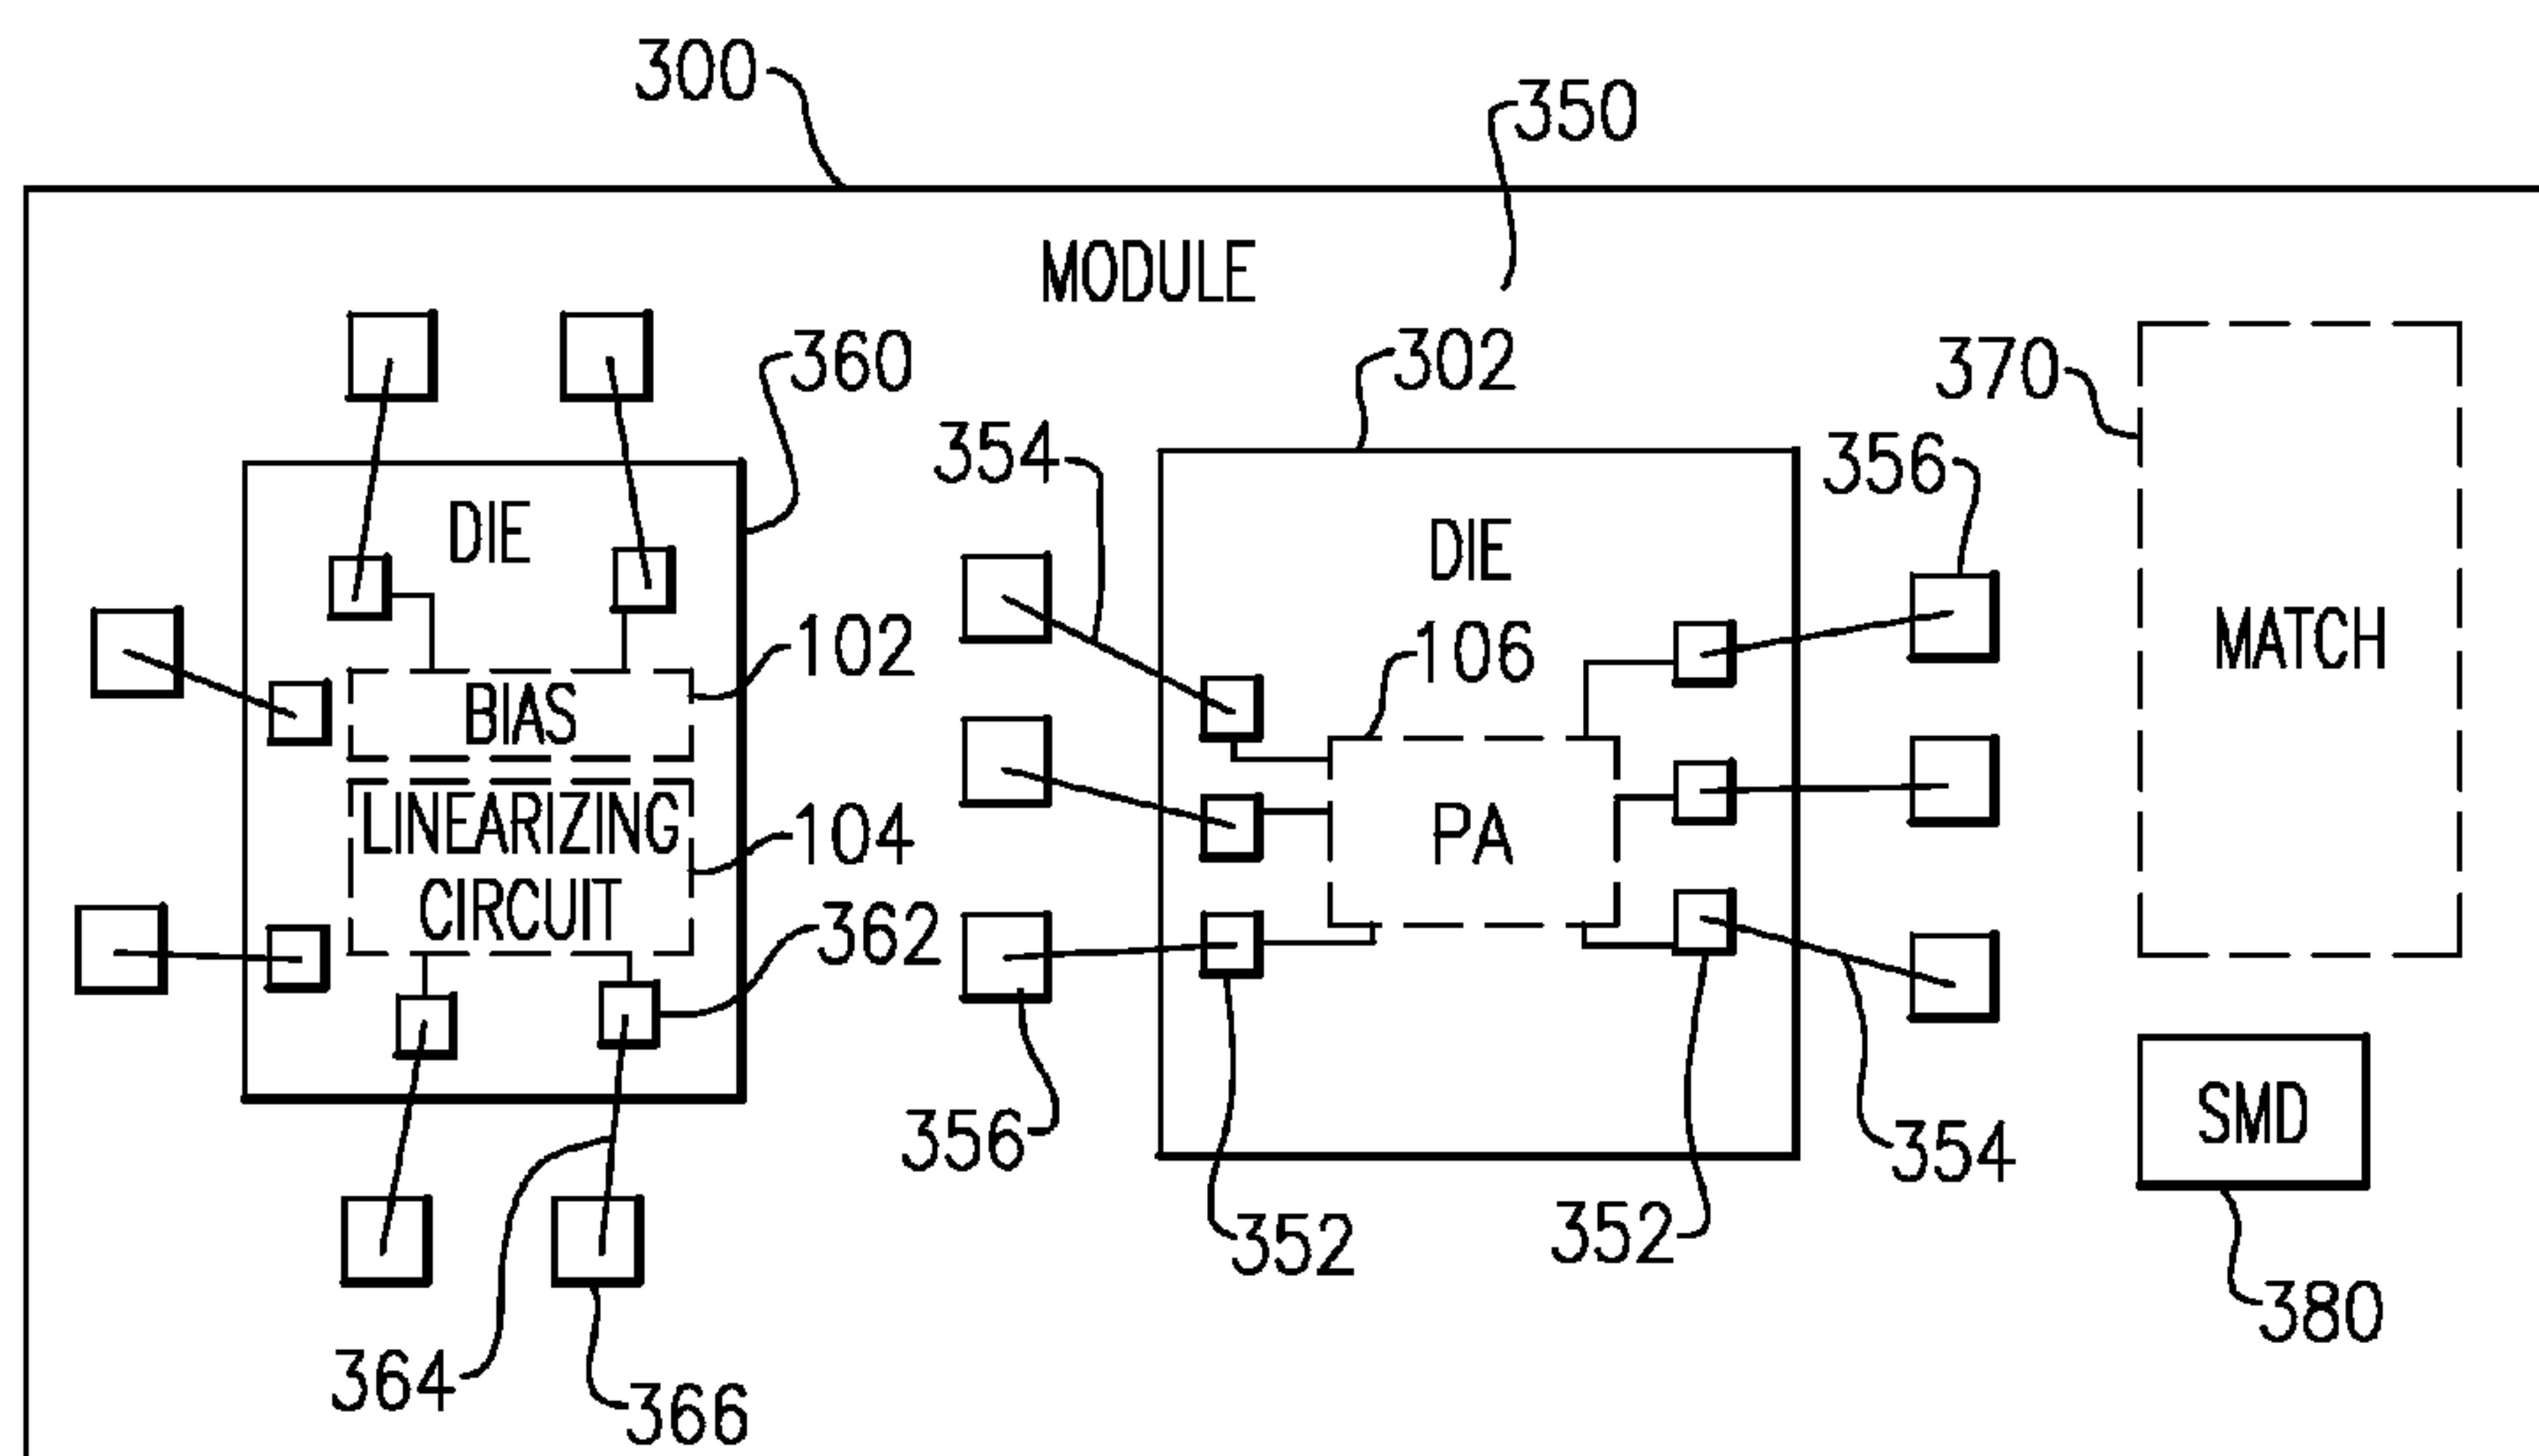 300
350
MODULE
360
302
370
354
356
DIE
DIE
102
106
MATCH
BIAS
LINEARIZING
CIRCUIT
104
PA
362
SMD
356
354
352
352
380
364
366